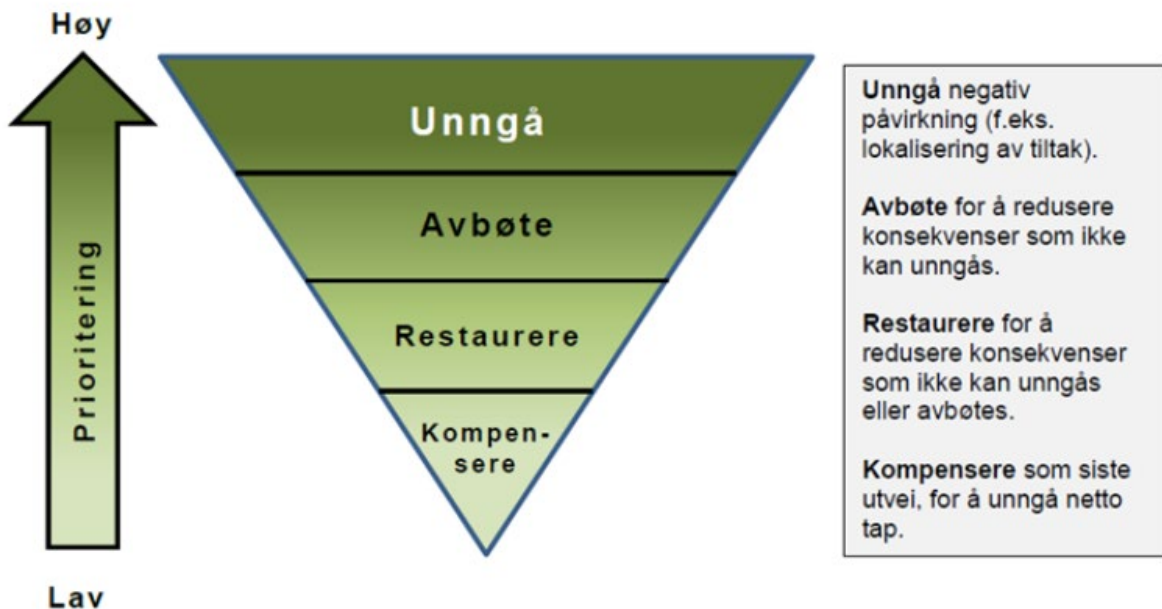 Høy
Prioritering
Lav
Unngå
Avbøte
Restaurere
Kompen-
sere
Unngå negativ
påvirkning (f.eks.
lokalisering av tiltak).
Avbøte for å redusere
konsekvenser som ikke
kan unngås.
Restaurere for å
redusere konsekvenser
som ikke kan unngås
eller avbøtes.
Kompensere som siste
utvei, for å unngå netto
tap.